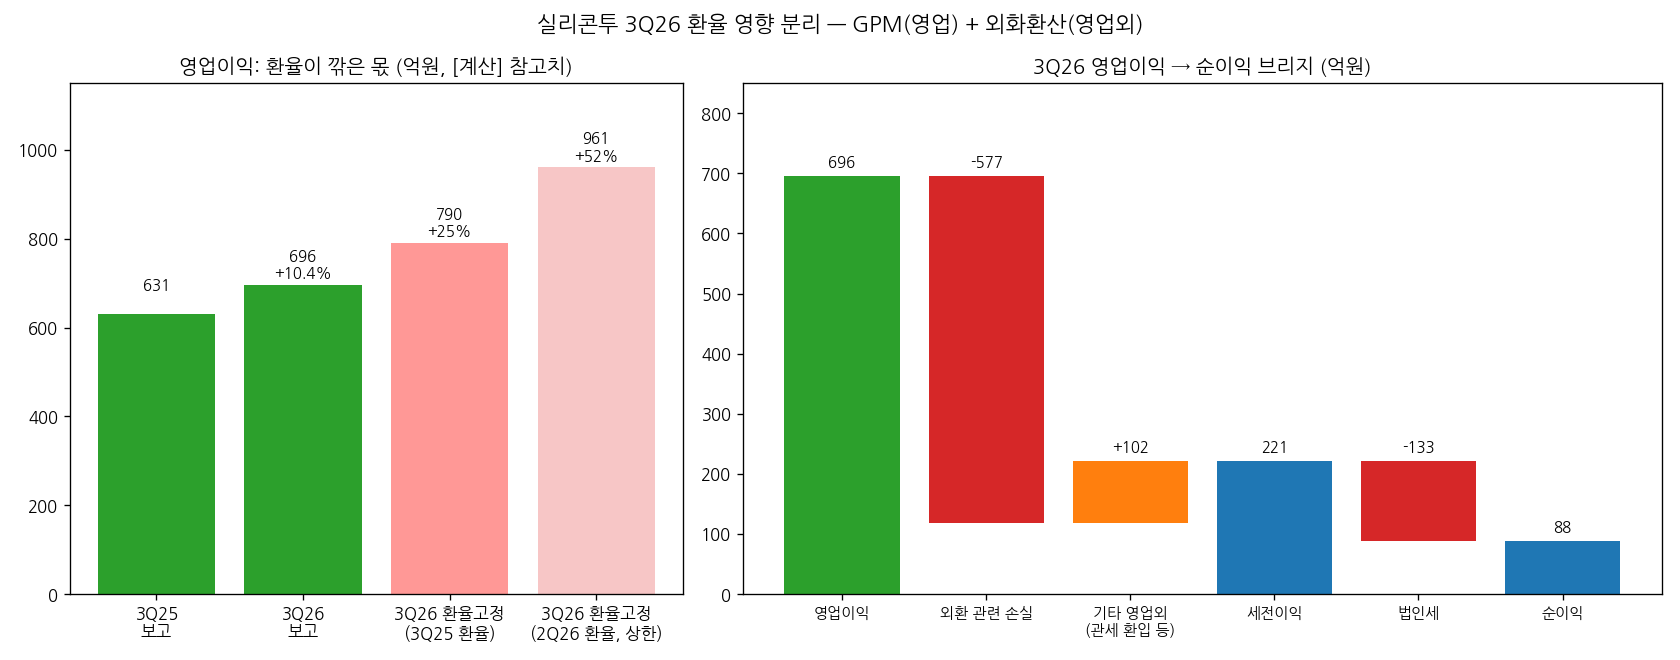 실리콘투 3Q26 환율 영향 분리 — GPM(영업) + 외화환산(영업외)
영업이익: 환율이 깎은 몫 (억원, [계산] 참고치)
1000
800
600
400
200
0
631
696
+10.4%
790
+25%
961
+52%
3Q25
보고
3Q26
보고
3Q26 환율고정
(3Q25 환율)
3Q26 환율고정
(2Q26 환율, 상한)
3Q26 영업이익 → 순이익 브리지 (억원)
800
700
600
500
400
300
200
100
0
696
-577
+102
221
-133
88
영업이익
외환 관련 손실
기타 영업외
(관세 환입 등)
세전이익
법인세
순이익